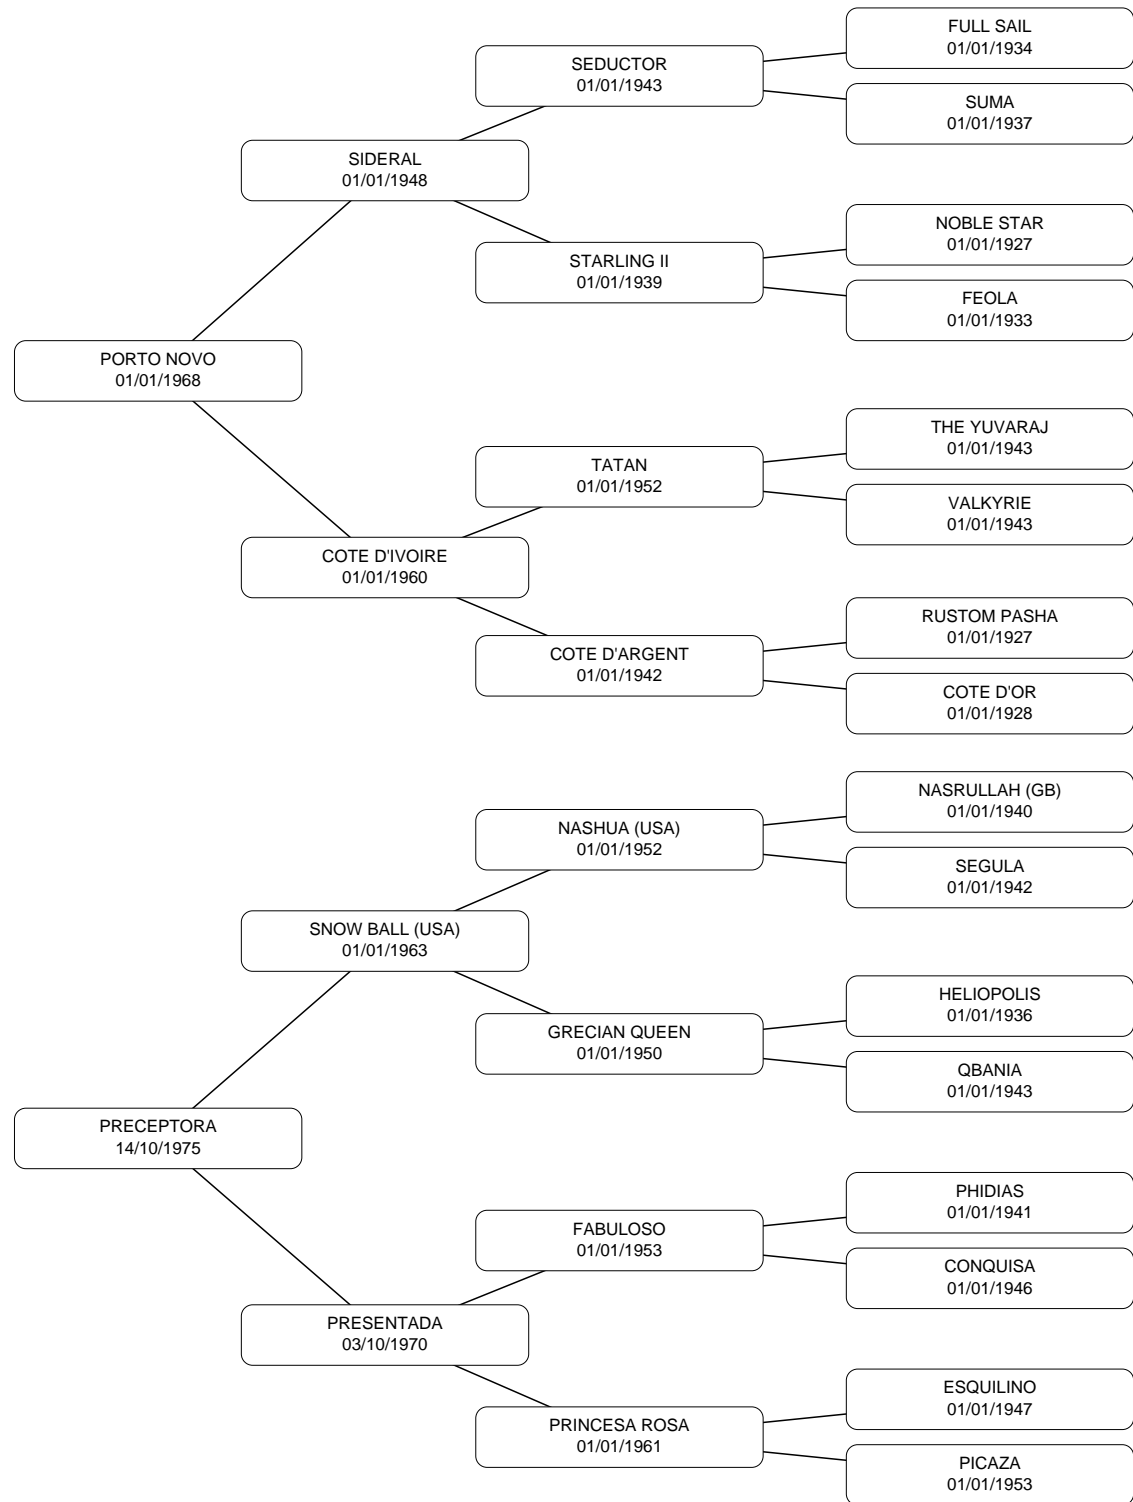 FULL SAIL
01/01/1934
SEDUCTOR
01/01/1943
SUMA
01/01/1937
SIDERAL
01/01/1948
NOBLE STAR
01/01/1927
STARLING II
01/01/1939
FEOLA
01/01/1933
PORTO NOVO
01/01/1968
THE YUVARAJ
01/01/1943
TATAN
01/01/1952
VALKYRIE
01/01/1943
COTE D'IVOIRE
01/01/1960
RUSTOM PASHA
01/01/1927
COTE D'ARGENT
01/01/1942
COTE D'OR
01/01/1928
NASRULLAH (GB)
01/01/1940
NASHUA (USA)
01/01/1952
SEGULA
01/01/1942
SNOW BALL (USA)
01/01/1963
HELIOPOLIS
01/01/1936
GRECIAN QUEEN
01/01/1950
QBANIA
01/01/1943
PRECEPTORA
14/10/1975
PHIDIAS
01/01/1941
FABULOSO
01/01/1953
CONQUISA
01/01/1946
PRESENTADA
03/10/1970
ESQUILINO
01/01/1947
PRINCESA ROSA
01/01/1961
PICAZA
01/01/1953